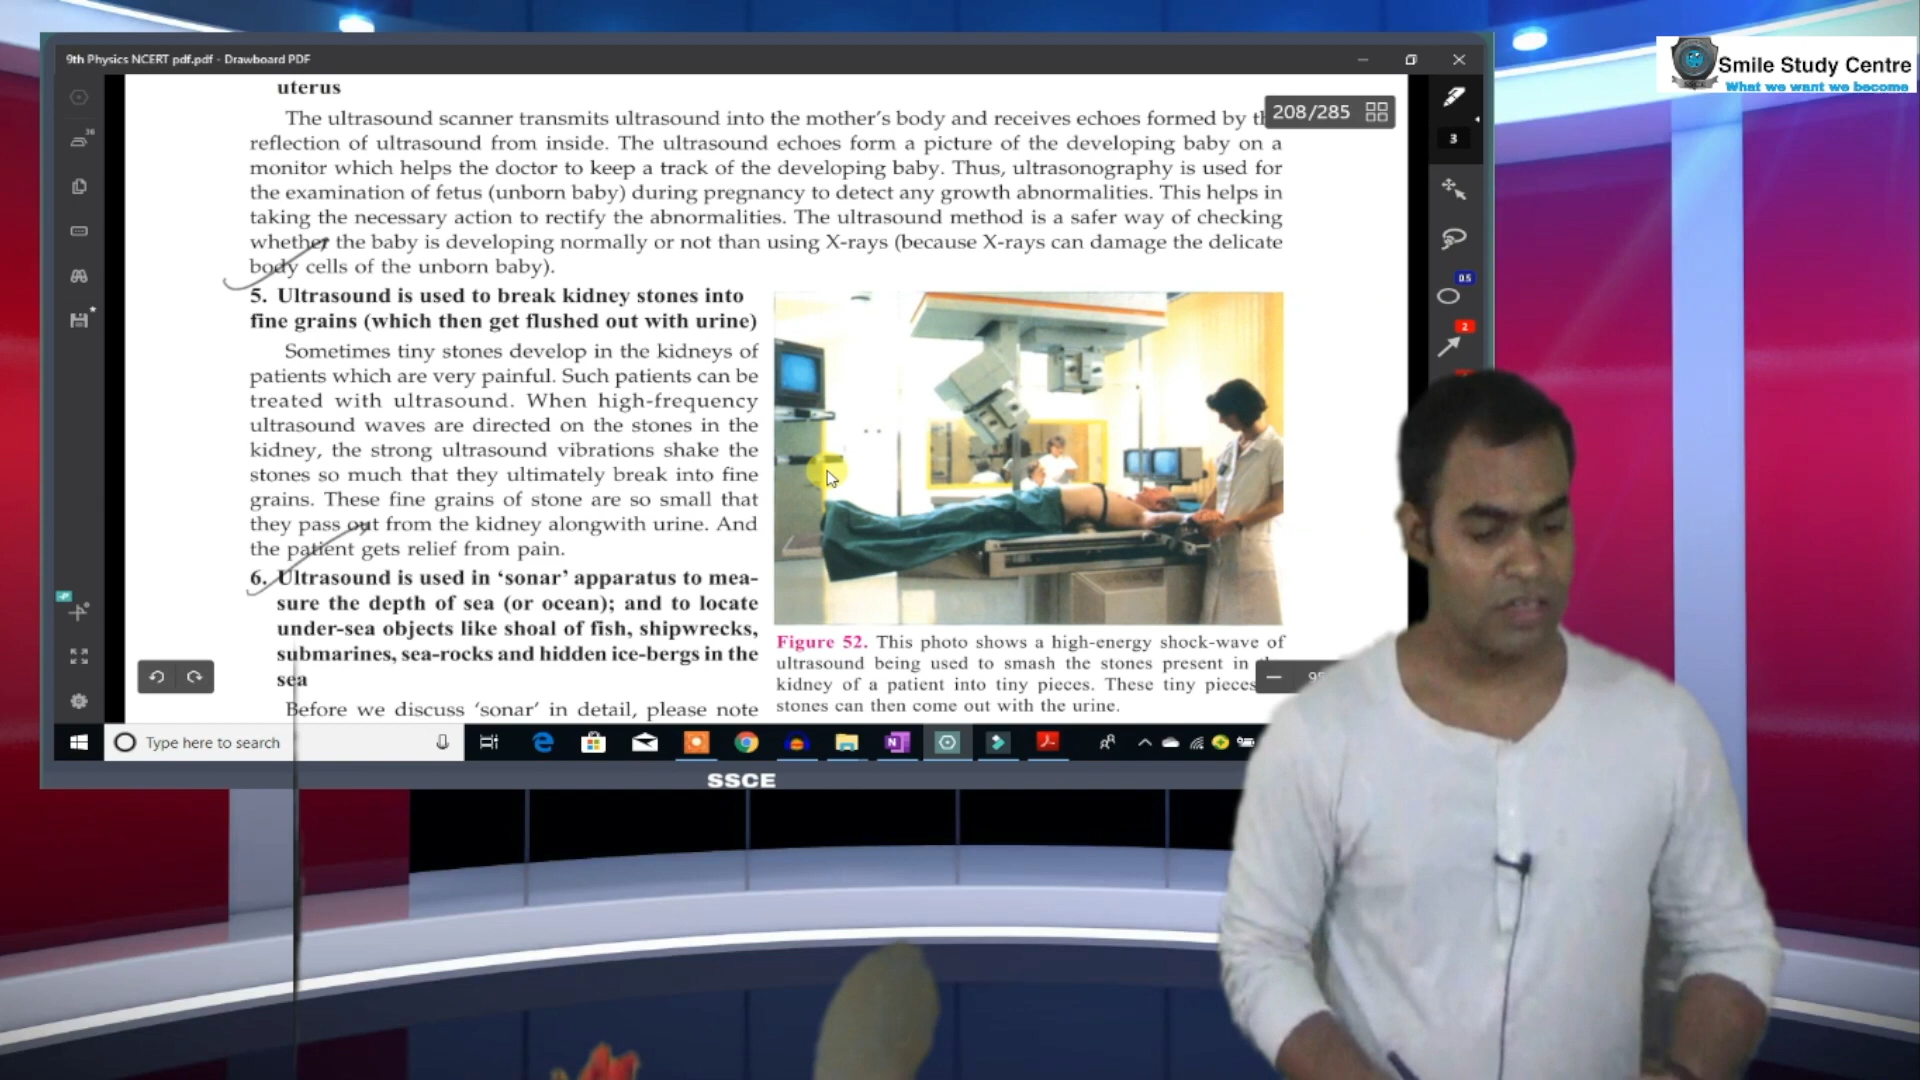 Smile Study Centre
What we want we become
9th Physics NCERT pdf.pdf - Drawboard PDF
uterus
208/285
The ultrasound scanner transmits ultrasound into the mother's body and receives echoes formed by
reflection of ultrasound from inside. The ultrasound echoes form a picture of the developing baby on a
monitor which helps the doctor to keep a track of the developing baby. Thus, ultrasonography is used for
the examination of fetus (unborn baby) during pregnancy to detect any growth abnormalities. This helps in
taking the necessary action to rectify the abnormalities. The ultrasound method is a safer way of checking
whether the baby is developing normally or not than using X-rays (because X-rays can damage the delicate
body cells of the unborn baby).
5. Ultrasound is used to break kidney stones into
fine grains (which then get flushed out with urine)
Sometimes tiny stones develop in the kidneys of
patients which are very painful. Such patients can be
treated with ultrasound. When high-frequency
ultrasound waves are directed on the stones in the
kidney, the strong ultrasound vibrations shake the
stones so much that they ultimately break into fine
grains. These fine grains of stone are so small that
they pass out from the kidney alongwith urine. And
the patient gets relief from pain.
6. Ultrasound is used in 'sonar' apparatus to mea-
sure the depth of sea (or ocean); and to locate
under-sea objects like shoal of fish, shipwrecks,
submarines, sea-rocks and hidden ice-bergs in the
sea
Before we discuss 'sonar' in detail, please note
Figure 52. This photo shows a high-energy shock-wave of
ultrasound being used to smash the stones present in
kidney of a patient into tiny pieces. These tiny pieces
stones can then come out with the urine.
36
3
0.5
2
Type here to search
SSCE